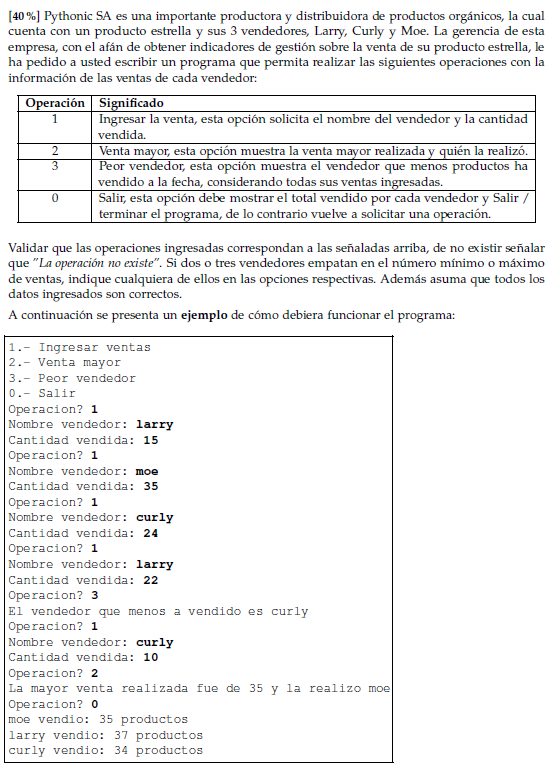 [40 %] Pythonic SA es una importante productora y distribuidora de productos orgánicos, la cual
cuenta con un producto estrella y sus 3 vendedores, Larry, Curly y Moe. La gerencia de esta
empresa, con el afán de obtener indicadores de gestión sobre la venta de su producto estrella, le
ha pedido a usted escribir un programa que permita realizar las siguientes operaciones con la
información de las ventas de cada vendedor:
Operación Significado
1 Ingresar la venta, esta opción solicita el nombre del vendedor y la cantidad
vendida.
2 Venta mayor, esta opción muestra la venta mayor realizada y quién la realizó.
3 Peor vendedor, esta opción muestra el vendedor que menos productos ha
vendido a la fecha, considerando todas sus ventas ingresadas.
0 Salir, esta opción debe mostrar el total vendido por cada vendedor y Salir /
terminar el programa, de lo contrario vuelve a solicitar una operación.
Validar que las operaciones ingresadas correspondan a las señaladas arriba, de no existir señalar
que "La operación no existe". Si dos o tres vendedores empatan en el número mínimo o máximo
de ventas, indique cualquiera de ellos en las opciones respectivas. Además asuma que todos los
datos ingresados son correctos.
A continuación se presenta un ejemplo de cómo debiera funcionar el programa:
1.- Ingresar ventas
2.- Venta mayor
3.- Peor vendedor
0.- Salir
Operacion? 1
Nombre vendedor: larry
Cantidad vendida: 15
Operacion? 1
Nombre vendedor: moe
Cantidad vendida: 35
Operacion? 1
Nombre vendedor: curly
Cantidad vendida: 24
Operacion? 1
Nombre vendedor: larry
Cantidad vendida: 22
Operacion? 3
El vendedor que menos a vendido es curly
Operacion? 1
Nombre vendedor: curly
Cantidad vendida: 10
Operacion? 2
La mayor venta realizada fue de 35 y la realizo moe
Operacion? 0
moe vendio: 35 productos
larry vendio: 37 productos
curly vendio: 34 productos